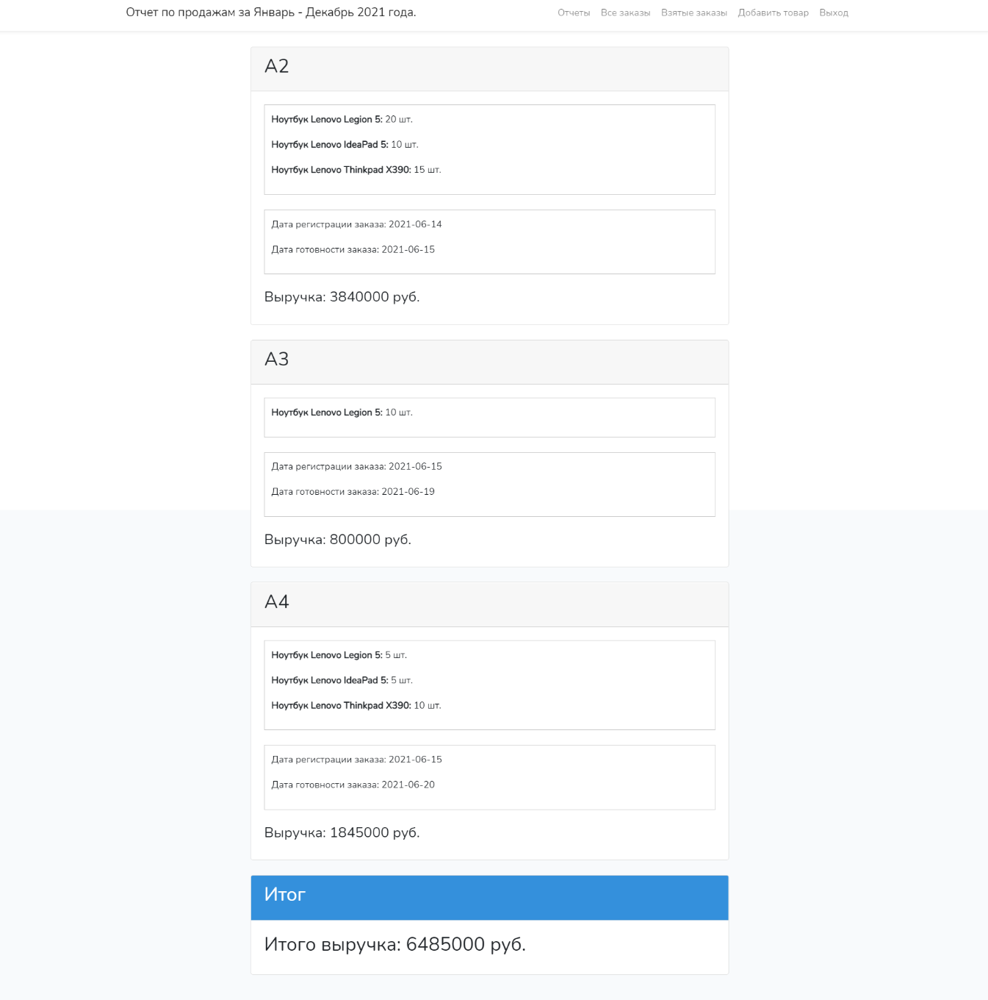 Отчет по продажам за Январь - Декабрь 2021 года.
Отчеты Все заказы Взятые заказы Добавить товар Выход
A2
Ноутбук Lenovo Legion 5: 20 шт.
Ноутбук Lenovo IdeaPad 5: 10 шт.
Ноутбук Lenovo Thinkpad X390: 15 шт.
Дата регистрации заказа: 2021-06-14
Дата готовности заказа: 2021-06-15
Выручка: 3840000 руб.
A3
Ноутбук Lenovo Legion 5: 10 шт.
Дата регистрации заказа: 2021-06-15
Дата готовности заказа: 2021-06-19
Выручка: 800000 руб.
A4
Ноутбук Lenovo Legion 5: 5 шт.
Ноутбук Lenovo IdeaPad 5: 5 шт.
Ноутбук Lenovo Thinkpad X390: 10 шт.
Дата регистрации заказа: 2021-06-15
Дата готовности заказа: 2021-06-20
Выручка: 1845000 руб.
Итог
Итого выручка: 6485000 руб.